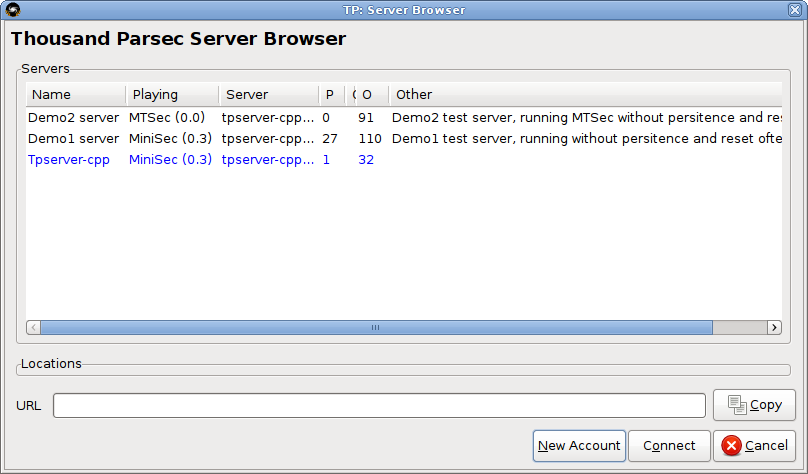 TP: Server Browser
Thousand Parsec Server Browser
Servers
Name Playing Server P O Other
Demo2 server MTSec (0.0) tpserver-cpp... 0 91 Demo2 test server, running MTSec without persitence and re
Demo1 server MiniSec (0.3) tpserver-cpp... 27 110 Demo1 test server, running without persitence and reset ofte
Tpserver-cpp MiniSec (0.3) tpserver-cpp... 1 32
Locations
URL Copy
New Account Connect Cancel